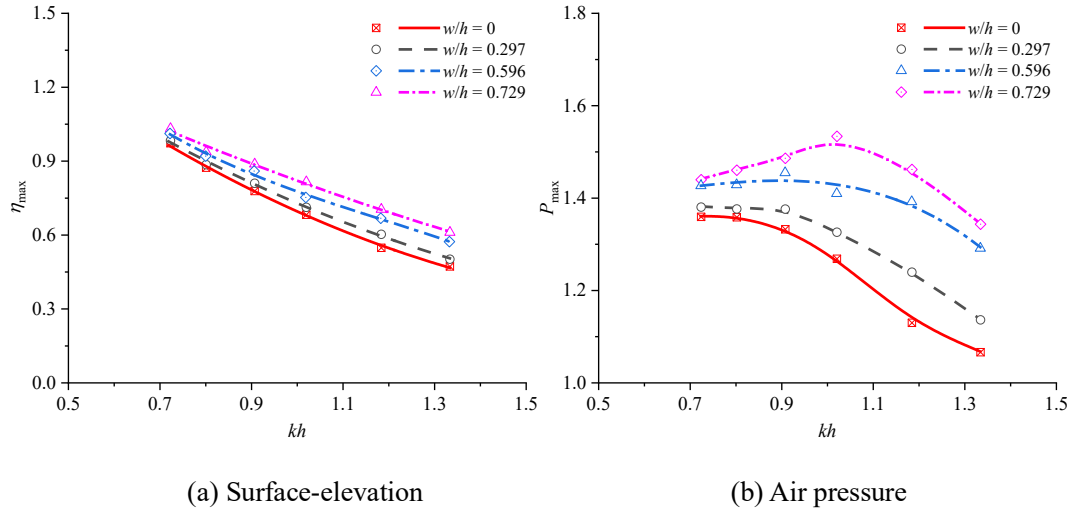 1.5
1.2
0.9
0.6
0.3
0.0
ηmax
0.5
0.7
0.9
1.1
1.3
1.5
kh
w/h = 0
w/h = 0.297
w/h = 0.596
w/h = 0.729
(a) Surface-elevation
1.8
1.6
1.4
1.2
1.0
Pmax
0.5
0.7
0.9
1.1
1.3
1.5
kh
w/h = 0
w/h = 0.297
w/h = 0.596
w/h = 0.729
(b) Air pressure